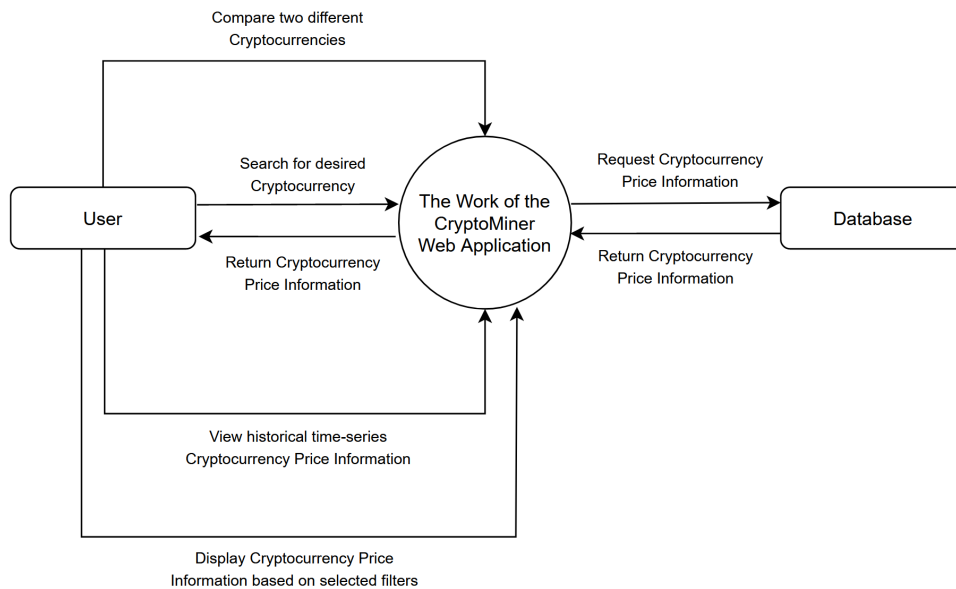 Compare two different
Cryptocurrencies
Search for desired
Cryptocurrency
Request Cryptocurrency
Price Information
User
The Work of the
CryptoMiner
Web Application
Database
Return Cryptocurrency
Price Information
Return Cryptocurrency
Price Information
View historical time-series
Cryptocurrency Price Information
Display Cryptocurrency Price
Information based on selected filters